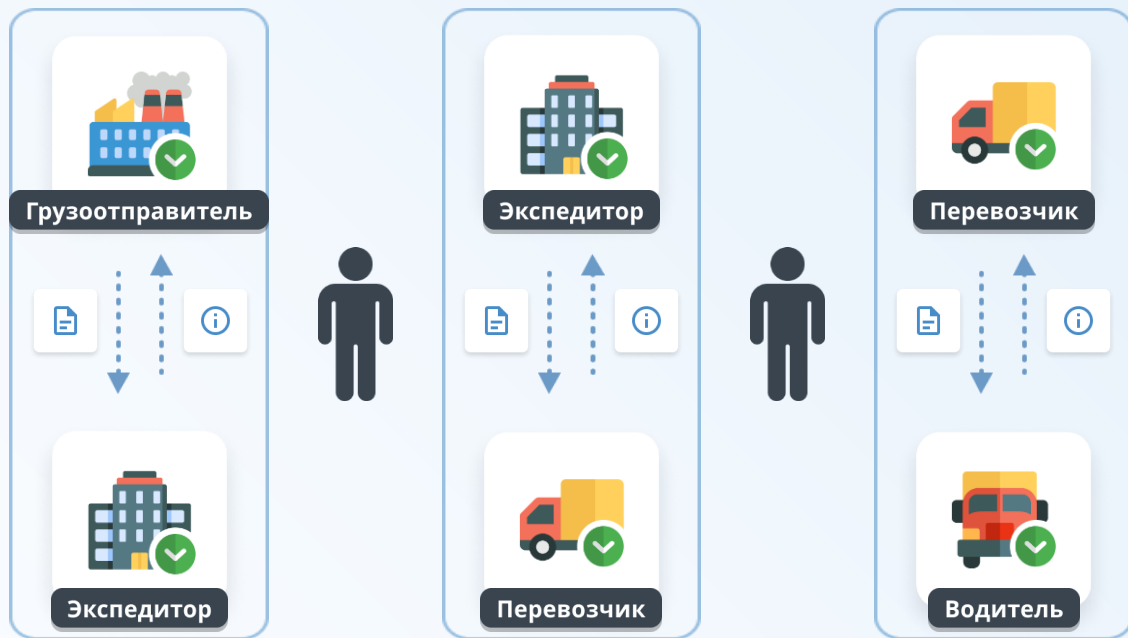 Грузоотправитель
Экспедитор
Перевозчик
Экспедитор
Перевозчик
Водитель